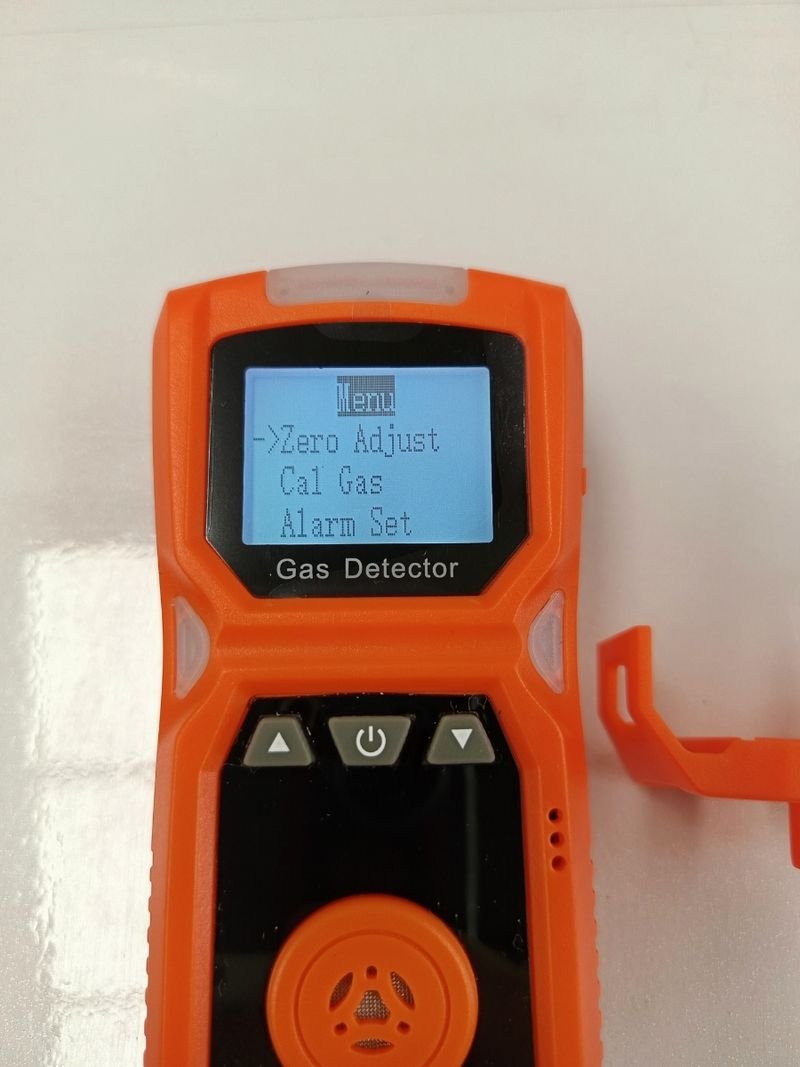 Menu
->Zero Adjust
Cal Gas
Alarm Set
Gas Detector